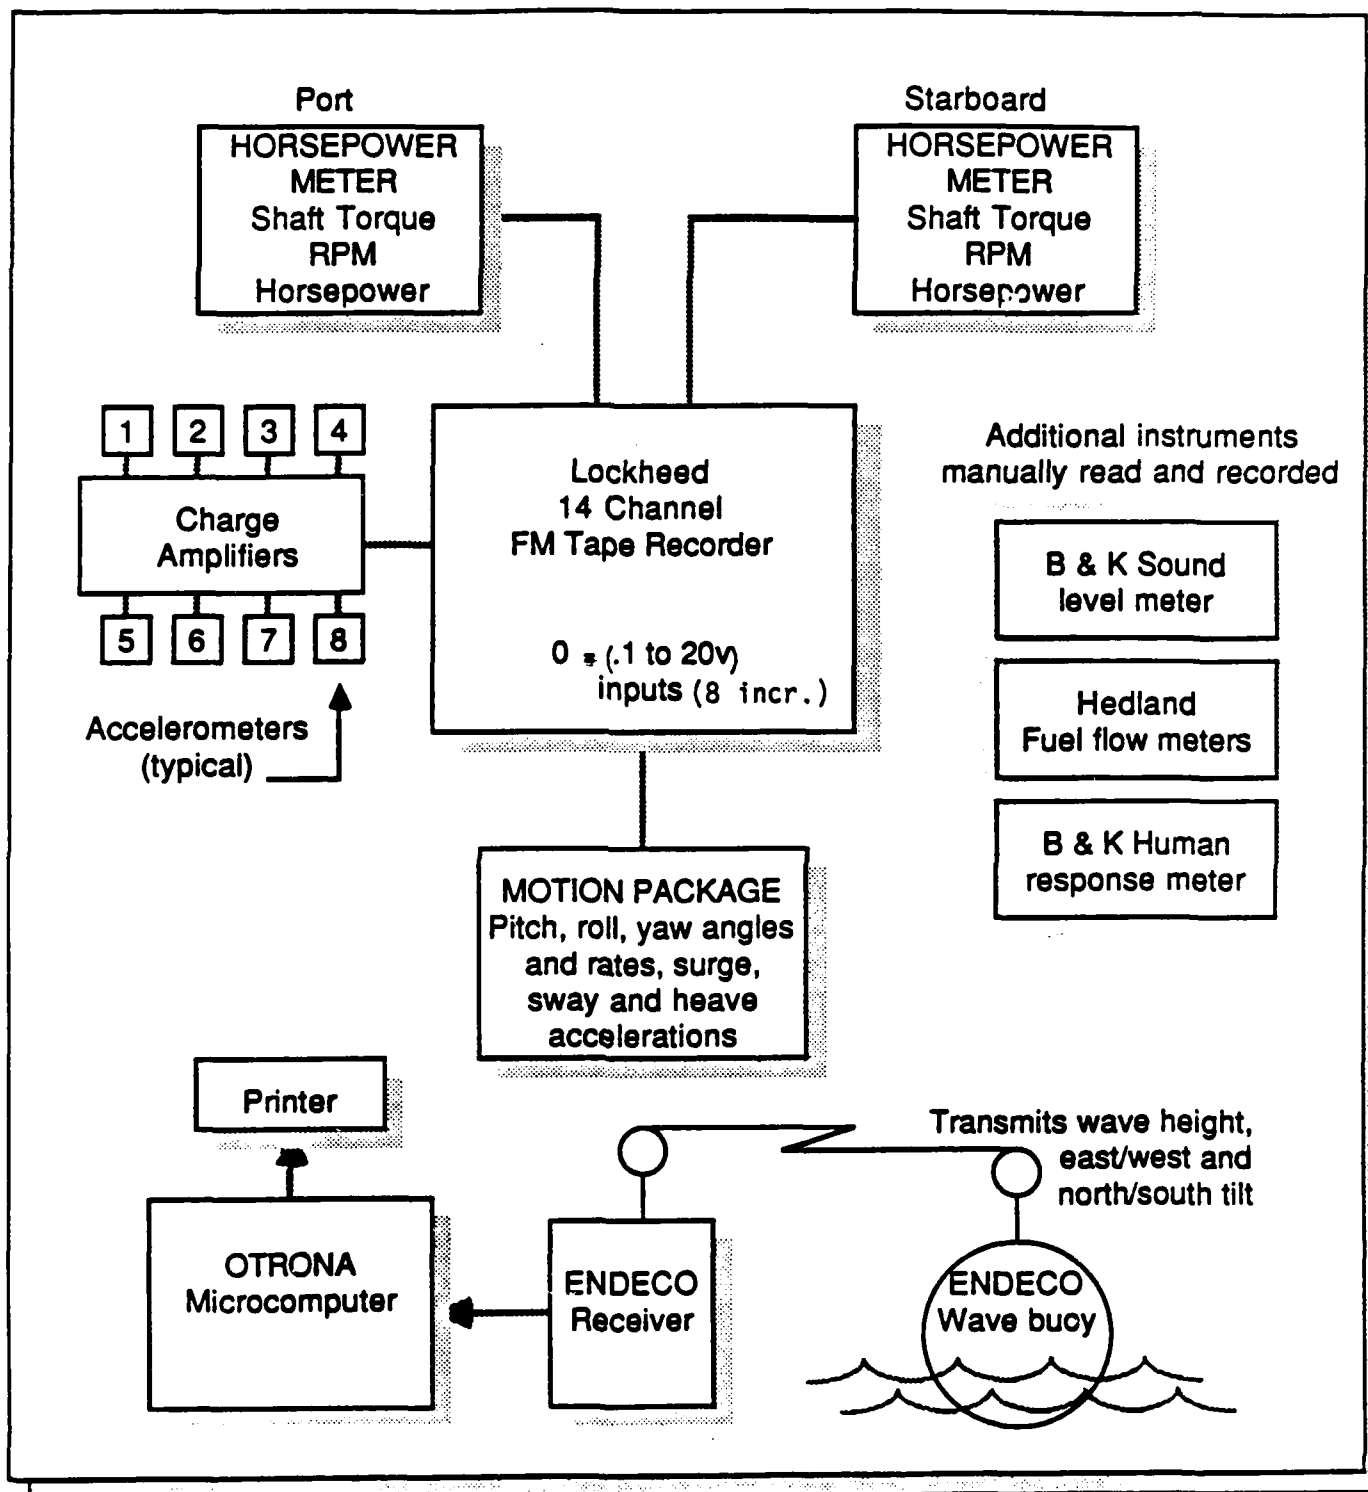 Port
HORSEPOWER
METER
Shaft Torque
RPM
Horsepower
Starboard
HORSEPOWER
METER
Shaft Torque
RPM
Horsepower
1 2 3 4
Charge
Amplifiers
5 6 7 8
Accelerometers
(typical)
Lockheed
14 Channel
FM Tape Recorder
0 = (.1 to 20v)
inputs (8 incr.)
Additional instruments
manually read and recorded
B & K Sound
level meter
Hedland
Fuel flow meters
B & K Human
response meter
MOTION PACKAGE
Pitch, roll, yaw angles
and rates, surge,
sway and heave
accelerations
Printer
OTRONA
Microcomputer
ENDECO
Receiver
Transmits wave height,
east/west and
north/south tilt
ENDECO
Wave buoy